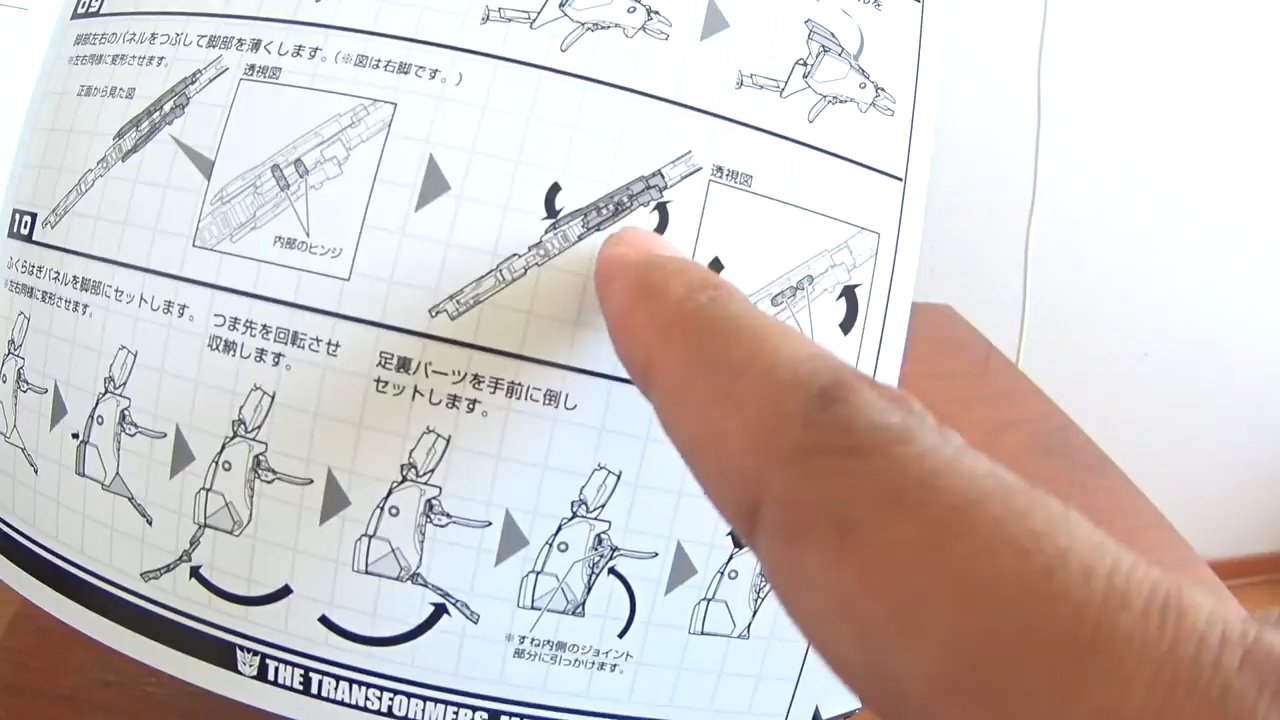 09
を
脚部左右のパネルをつぶして脚部を薄くします。(※図は右脚です。)
※左右同様に変形させます。
正面から見た図
透視図
内部のヒンジ
透視図
10
ふくらはぎパネルを脚部にセットします。
※左右同様に変形させます。
つま先を回転させ
収納します。
足裏パーツを手前に倒し
セットします。
※すね内側のジョイント
部分に引っかけます。
THE TRANSFORMERS